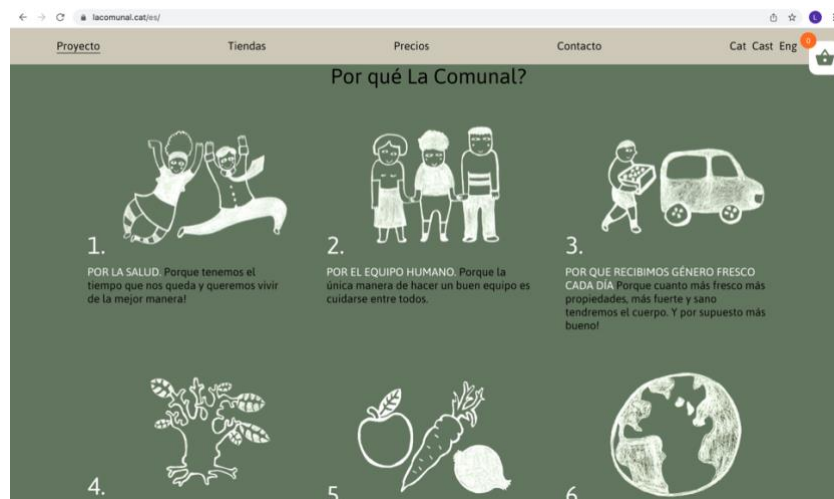 lacomunal.cat/es/
L
Proyecto
Tiendas
Precios
Contacto
Cat Cast Eng
0
Por qué La Comunal?
1.
POR LA SALUD. Porque tenemos el
tiempo que nos queda y queremos vivir
de la mejor manera!
2.
POR EL EQUIPO HUMANO. Porque la
única manera de hacer un buen equipo es
cuidarse entre todos.
3.
POR QUE RECIBIMOS GÉNERO FRESCO
CADA DÍA Porque cuanto más fresco más
propiedades, más fuerte y sano
tendremos el cuerpo. Y por supuesto más
bueno!
4.
5
6